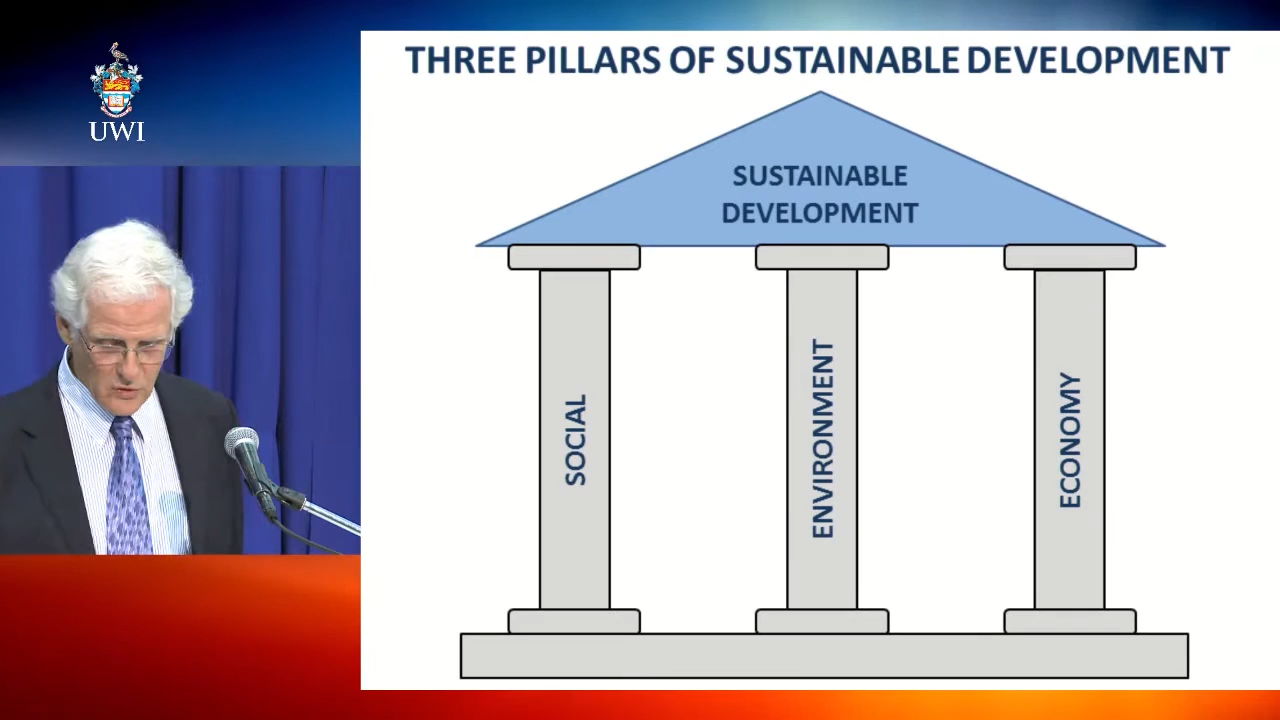 UWI
THREE PILLARS OF SUSTAINABLE DEVELOPMENT
SUSTAINABLE
DEVELOPMENT
SOCIAL
ENVIRONMENT
ECONOMY